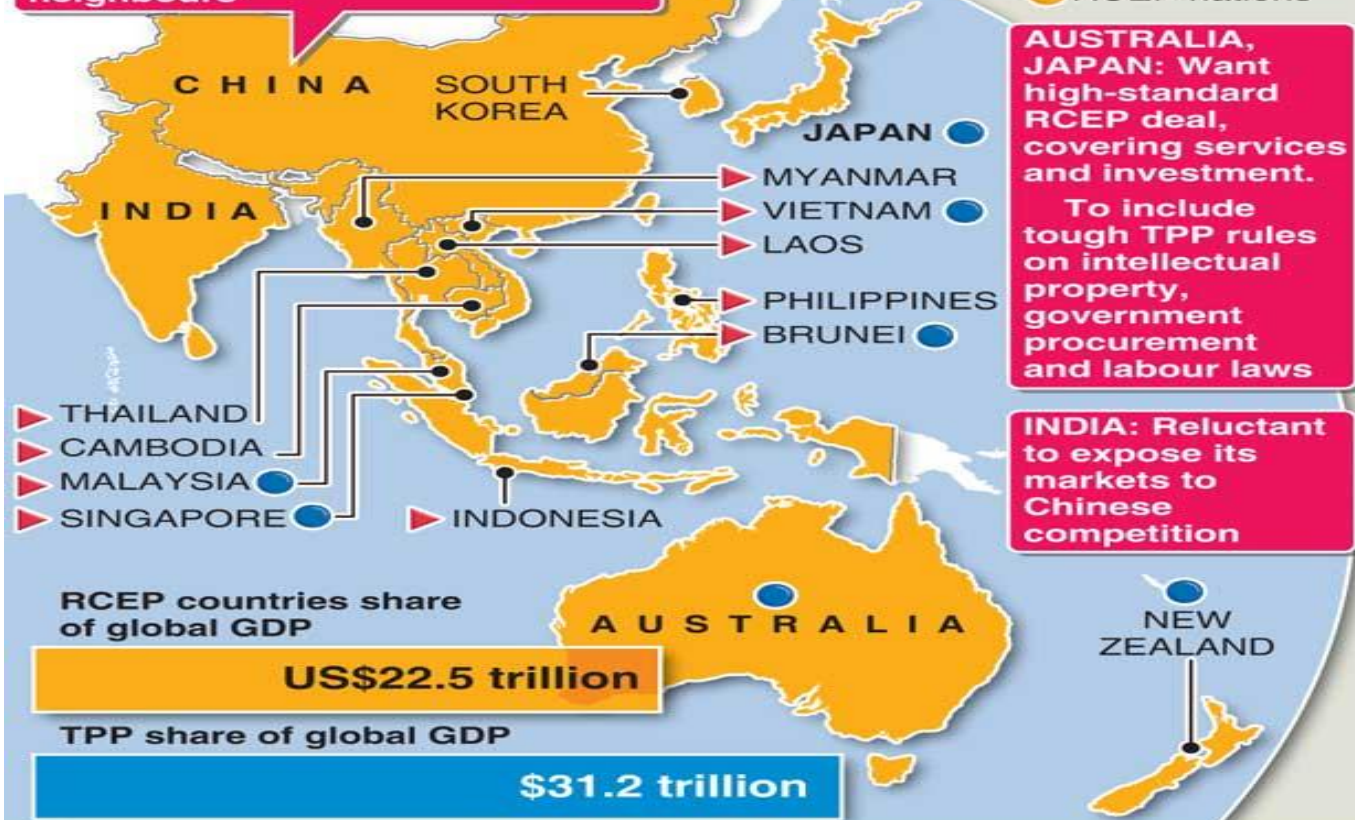 CHINA
SOUTH
KOREA
JAPAN
INDIA
MYANMAR
VIETNAM
LAOS
PHILIPPINES
BRUNEI
THAILAND
CAMBODIA
MALAYSIA
SINGAPORE
INDONESIA
AUSTRALIA
NEW
ZEALAND
AUSTRALIA,
JAPAN: Want
high-standard
RCEP deal,
covering services
and investment.
To include
tough TPP rules
on intellectual
property,
government
procurement
and labour laws
INDIA: Reluctant
to expose its
markets to
Chinese
competition
RCEP countries share
of global GDP
US$22.5 trillion
TPP share of global GDP
$31.2 trillion